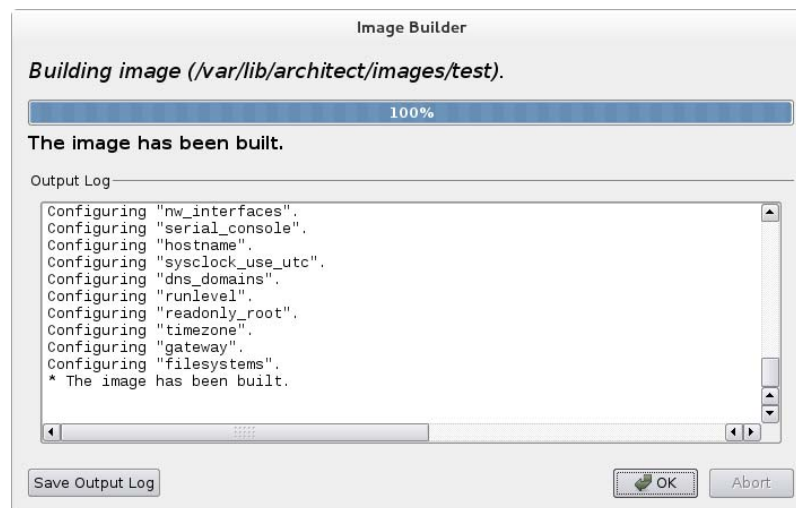 Image Builder
Building image (/var/lib/architect/images/test).
100%
The image has been built.
Output Log
Configuring "nw_interfaces".
Configuring "serial_console".
Configuring "hostname".
Configuring "sysclock_use_utc".
Configuring "dns_domains".
Configuring "runlevel".
Configuring "readonly_root".
Configuring "timezone".
Configuring "gateway".
Configuring "filesystems".
* The image has been built.
Save Output Log
OK
Abort